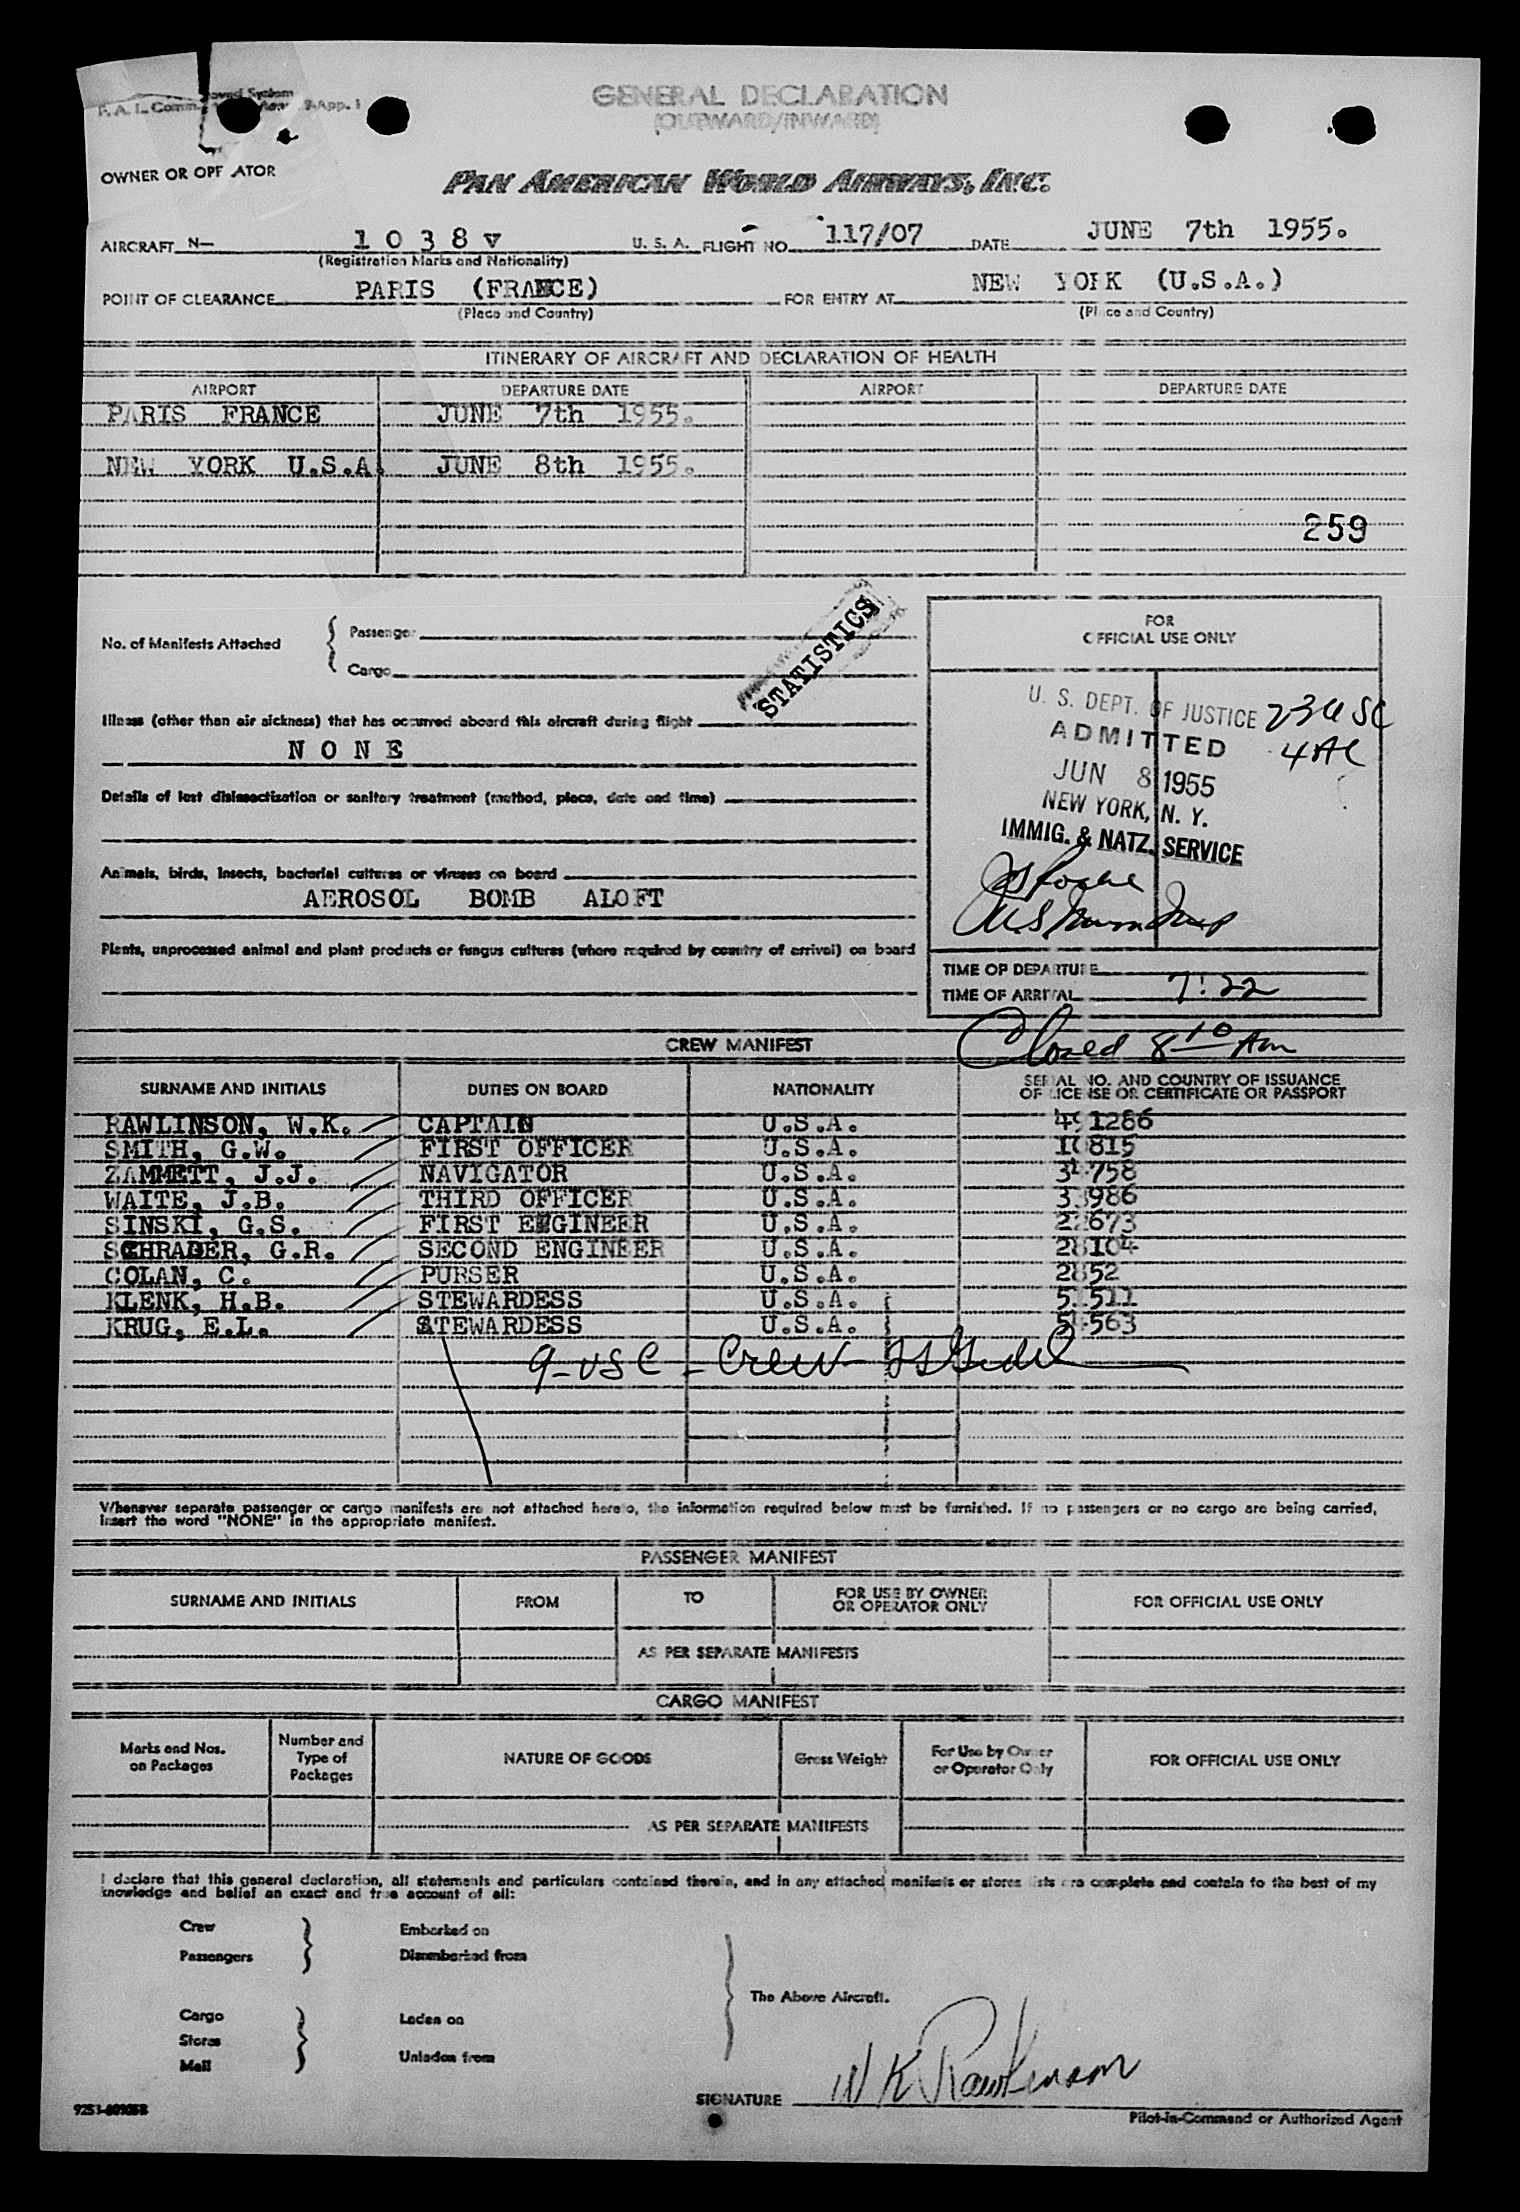 GENERAL DECLARATION
(OUTWARD/INWARD)
OWNER OR OPERATOR
PAN AMERICAN WORLD AIRWAYS, INC.
AIRCRAFT N— 1 0 3 8 v U. S. A. FLIGHT NO. 117/07 DATE JUNE 7th 1955.
(Registration Marks and Nationality)
POINT OF CLEARANCE PARIS (FRANCE) FOR ENTRY AT NEW YORK (U.S.A.)
(Place and Country) (Place and Country)
ITINERARY OF AIRCRAFT AND DECLARATION OF HEALTH
AIRPORT DEPARTURE DATE AIRPORT DEPARTURE DATE
PARIS FRANCE JUNE 7th 1955.
NEW YORK U.S.A. JUNE 8th 1955.
259
No. of Manifests Attached { Passenger
Cargo
STATISTICS
FOR
OFFICIAL USE ONLY
Illness (other than air sickness) that has occurred aboard this aircraft during flight
N O N E
Details of last disinsectization or sanitary treatment (method, place, date and time)
Animals, birds, insects, bacterial cultures or viruses on board
AEROSOL BOMB ALOFT
Plants, unprocessed animal and plant products or fungus cultures (where required by country of arrival) on board
U. S. DEPT. OF JUSTICE 23 USC
ADMITTED 4 AC
JUN 8 1955
NEW YORK, N. Y.
IMMIG. & NATZ. SERVICE
TIME OF DEPARTURE
TIME OF ARRIVAL 7:22
Closed 8 10 Am
CREW MANIFEST
SURNAME AND INITIALS DUTIES ON BOARD NATIONALITY SERIAL NO. AND COUNTRY OF ISSUANCE
OF LICENSE OR CERTIFICATE OR PASSPORT
RAWLINSON, W.K. CAPTAIN U.S.A. 491286
SMITH, G.W. FIRST OFFICER U.S.A.
ZAMMETT, J.J. NAVIGATOR U.S.A.
WAITE, J.B. THIRD OFFICER U.S.A.
SINSKI, G.S. FIRST ENGINEER U.S.A.
SCHRADER, G.R. SECOND ENGINEER U.S.A.
COLAN, C. PURSER U.S.A.
KLENK, H.B. STEWARDESS U.S.A.
KRUG, E.L. STEWARDESS U.S.A.
9 - USC - Crew
Whenever separate passenger or cargo manifests are not attached hereto, the information required below must be furnished. If no passengers or no cargo are being carried,
insert the word "NONE" in the appropriate manifest.
PASSENGER MANIFEST
SURNAME AND INITIALS FROM TO FOR USE BY OWNER
OR OPERATOR ONLY FOR OFFICIAL USE ONLY
AS PER SEPARATE MANIFESTS
CARGO MANIFEST
Marks and Nos.
on Packages Number and
Type of
Packages NATURE OF GOODS Gross Weight For Use by Owner
or Operator Only FOR OFFICIAL USE ONLY
AS PER SEPARATE MANIFESTS
I declare that this general declaration, all statements and particulars contained therein, and in any attached manifests or stores lists are complete and contain to the best of my
knowledge and belief an exact and true account of all:
Crew Embarked on
Passengers Disembarked from
The Above Aircraft.
Cargo Laden on
Stores
Mail Unladen from
SIGNATURE W K Rawlinson
Pilot-in-Command or Authorized Agent